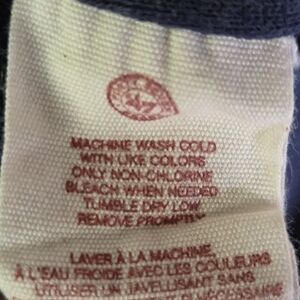 MACHINE WASH COLD
WITH LIKE COLORS
ONLY NON-CHLORINE
BLEACH WHEN NEEDED
TUMBLE DRY LOW
REMOVE PROMPTLY
LAVER À LA MACHINE
À L'EAU FROIDE AVEC LES COULEURS
UTILISER UN JAVELLISANT SANS